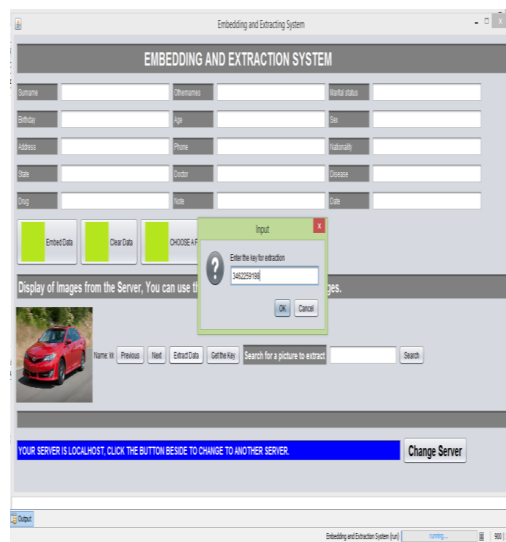 Embedding and Extracting System
EMBEDDING AND EXTRACTION SYSTEM
Surname Othernames Marital status
Birthday Age Sex
Address Phone Nationality
State Doctor Disease
Drug Note Date
Embed Data Clear Data CHOOSE A F
Input
Enter the key for extraction
3462259198
OK Cancel
Display of Images from the Server, You can use th ges.
Name: Previous Next Extract Data Get the Key Search for a picture to extract Search
YOUR SERVER IS LOCALHOST, CLICK THE BUTTON BESIDE TO CHANGE TO ANOTHER SERVER. Change Server
Output
Embedding and Extraction System (run) running...